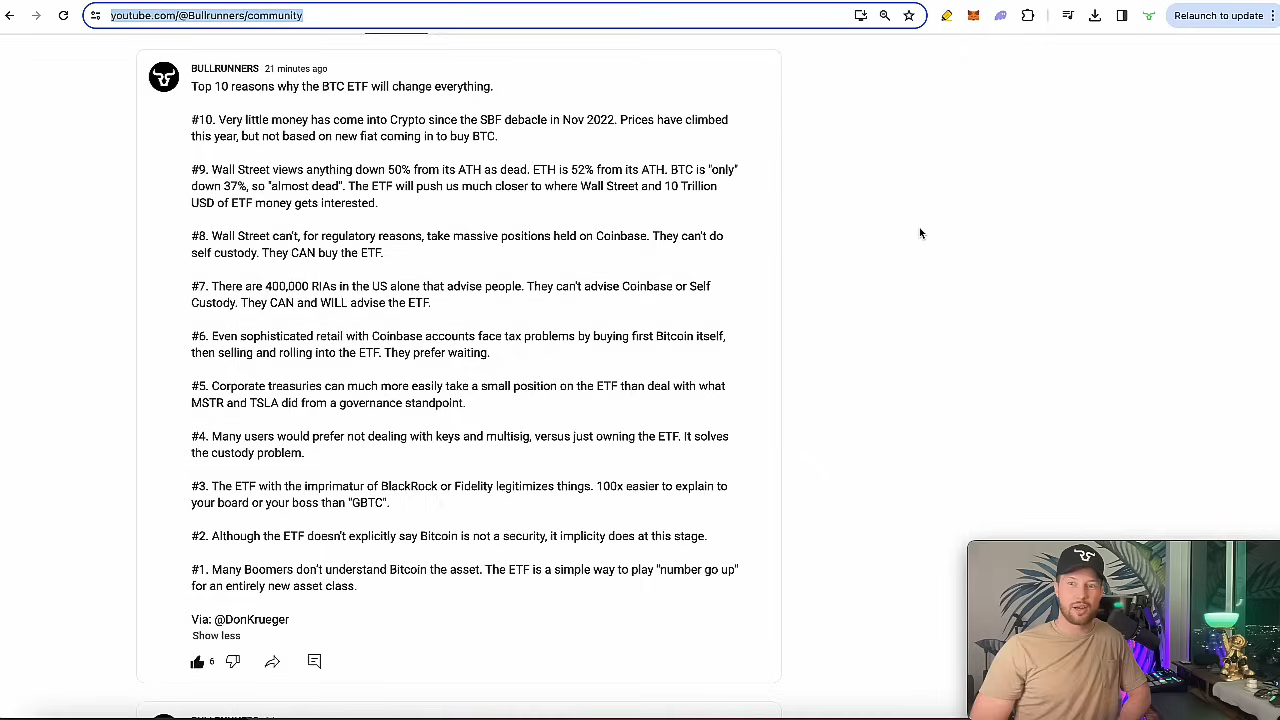 youtube.com/@Bullrunners/community
Relaunch to update
BULLRUNNERS 21 minutes ago
Top 10 reasons why the BTC ETF will change everything.
#10. Very little money has come into Crypto since the SBF debacle in Nov 2022. Prices have climbed
this year, but not based on new fiat coming in to buy BTC.
#9. Wall Street views anything down 50% from its ATH as dead. ETH is 52% from its ATH. BTC is "only"
down 37%, so "almost dead". The ETF will push us much closer to where Wall Street and 10 Trillion
USD of ETF money gets interested.
#8. Wall Street can't, for regulatory reasons, take massive positions held on Coinbase. They can't do
self custody. They CAN buy the ETF.
#7. There are 400,000 RIAs in the US alone that advise people. They can't advise Coinbase or Self
Custody. They CAN and WILL advise the ETF.
#6. Even sophisticated retail with Coinbase accounts face tax problems by buying first Bitcoin itself,
then selling and rolling into the ETF. They prefer waiting.
#5. Corporate treasuries can much more easily take a small position on the ETF than deal with what
MSTR and TSLA did from a governance standpoint.
#4. Many users would prefer not dealing with keys and multisig, versus just owning the ETF. It solves
the custody problem.
#3. The ETF with the imprimatur of BlackRock or Fidelity legitimizes things. 100x easier to explain to
your board or your boss than "GBTC".
#2. Although the ETF doesn't explicitly say Bitcoin is not a security, it implicity does at this stage.
#1. Many Boomers don't understand Bitcoin the asset. The ETF is a simple way to play "number go up"
for an entirely new asset class.
Via: @DonKrueger
Show less
6